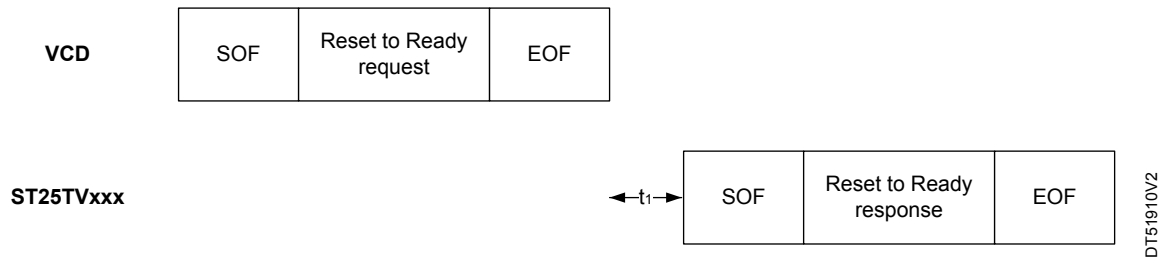 VCD
SOF
Reset to Ready
request
EOF
ST25TVxxx
t1
SOF
Reset to Ready
response
EOF
DT51910V2